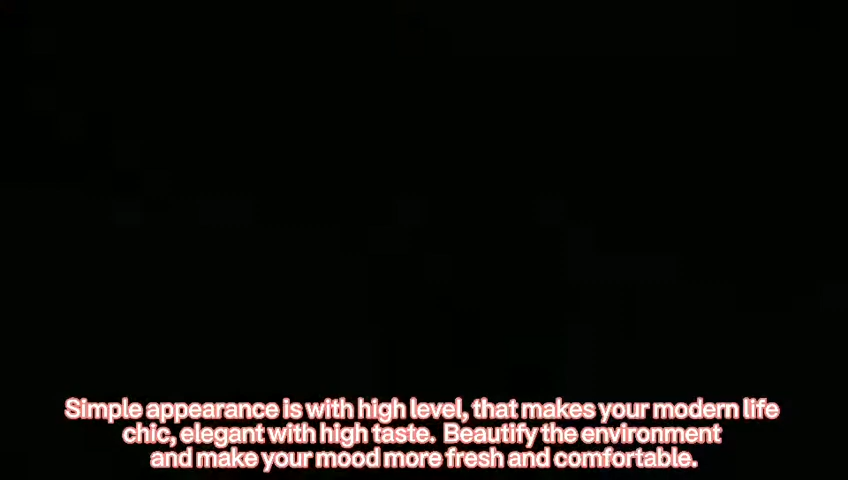 Simple appearance is with high level, that makes your modern life
chic, elegant with high taste. Beautify the environment
and make your mood more fresh and comfortable.